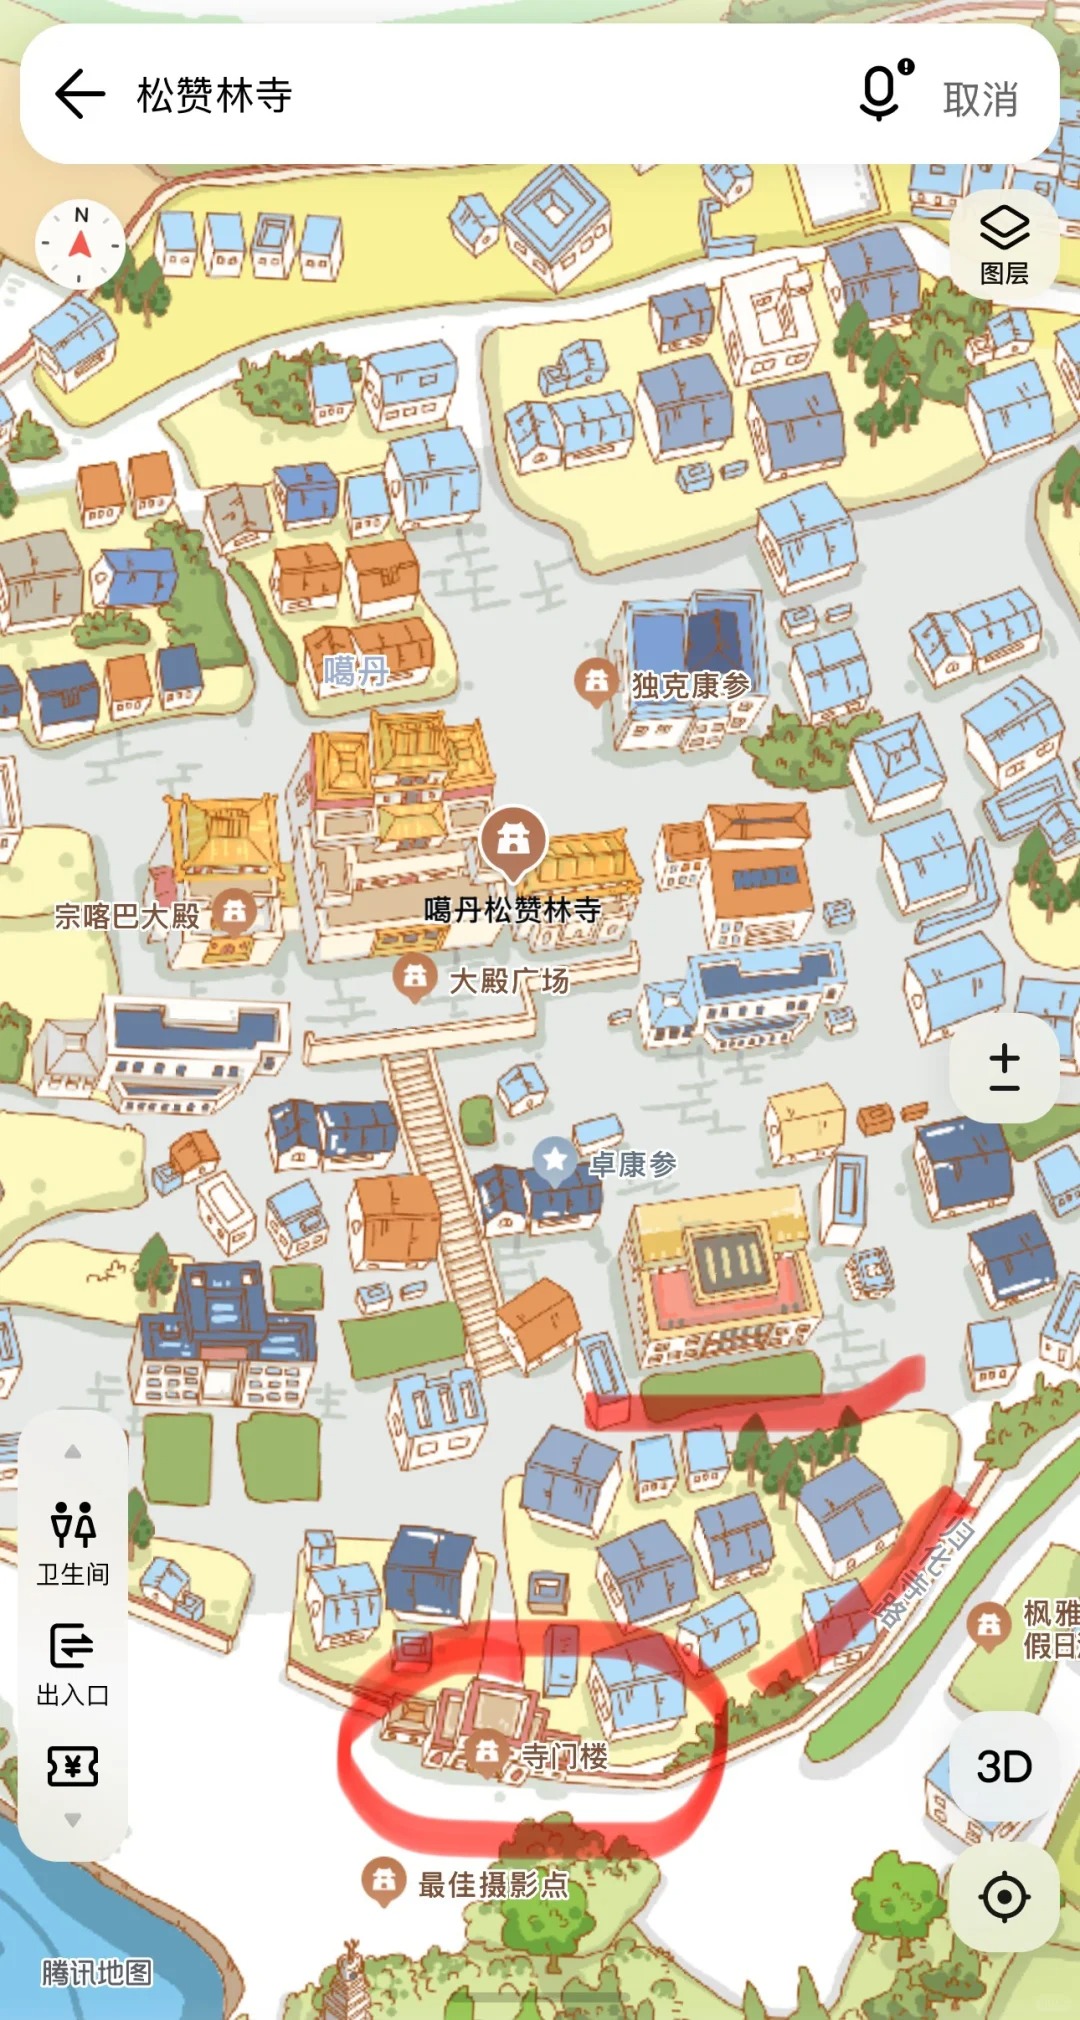 松赞林寺
取消
N
图层
噶丹
独克康参
噶丹松赞林寺
宗喀巴大殿
大殿广场
卓康参
卫生间
出入口
¥
枫雅
假日
寺门楼
3D
最佳摄影点
腾讯地图